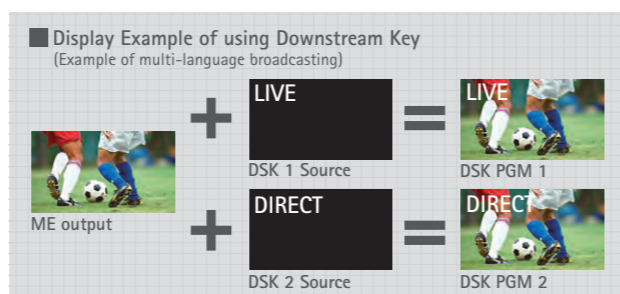 Display Example of using Downstream Key
(Example of multi-language broadcasting)
LIVE
LIVE
DSK 1 Source
DSK PGM 1
ME output
DIRECT
DIRECT
DSK 2 Source
DSK PGM 2